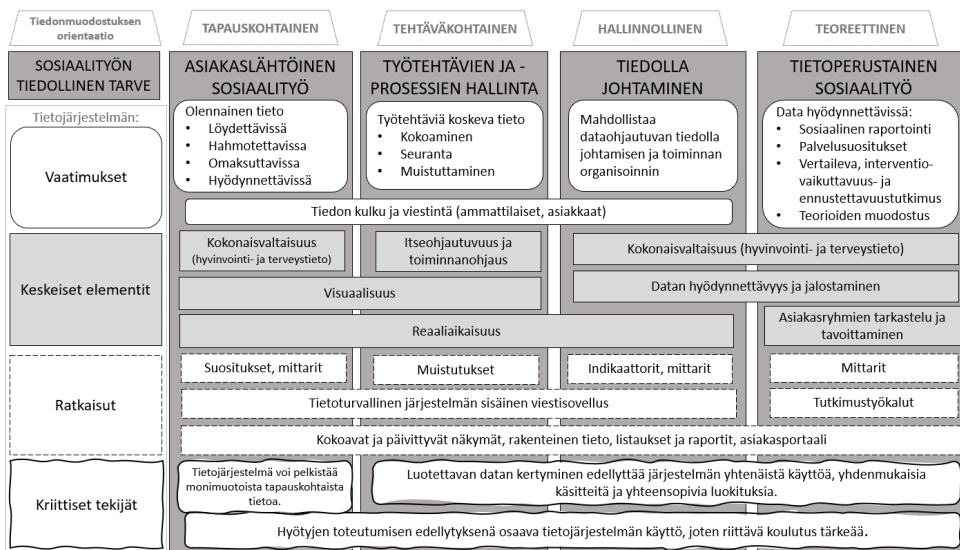 Tiedonmuodostuksen
orientaatio
TAPAUSKOHTAINEN
TEHTÄVÄKOHTAINEN
HALLINNOLLINEN
TEOREETTINEN
SOSIAALITYÖN
TIEDOLLINEN TARVE
ASIAKASLÄHTÖINEN
SOSIAALITYÖ
TYÖTEHTÄVIEN JA -
PROSESSIEN HALLINTA
TIEDOLLA
JOHTAMINEN
TIETOPERUSTAINEN
SOSIAALITYÖ
Tietojärjestelmän:
Vaatimukset
Olennainen tieto
• Löydettävissä
• Hahmotettavissa
• Omaksuttavissa
• Hyödynnettävissä
Työtehtäviä koskeva tieto
• Kokoaminen
• Seuranta
• Muistuttaminen
Mahdollistaa
dataohjautuvan tiedolla
johtamisen ja toiminnan
organisoinnin
Data hyödynnettävissä:
• Sosiaalinen raportointi
• Palvelusuositukset
• Vertaileva, interventio-
vaikuttavuus- ja
ennustettavuustutkimus
• Teorioiden muodostus
Tiedon kulku ja viestintä (ammattilaiset, asiakkaat)
Keskeiset elementit
Kokonaisvaltaisuus
(hyvinvointi- ja terveystieto)
Itseohjautuvuus ja
toiminnanohjaus
Kokonaisvaltaisuus (hyvinvointi- ja terveystieto)
Visuaalisuus
Datan hyödynnettävyys ja jalostaminen
Reaaliaikaisuus
Asiakasryhmien tarkastelu ja
tavoittaminen
Ratkaisut
Suositukset, mittarit
Muistutukset
Indikaattorit, mittarit
Mittarit
Tietoturvallinen järjestelmän sisäinen viestisovellus
Tutkimustyökalut
Kokoavat ja päivittyvät näkymät, rakenteinen tieto, listaukset ja raportit, asiakasportaali
Kriittiset tekijät
Tietojärjestelmä voi pelkistää
monimuotoista tapauskohtaista
tietoa.
Luotettavan datan kertyminen edellyttää järjestelmän yhtenäistä käyttöä, yhdenmukaisia
käsitteitä ja yhteensopivia luokituksia.
Hyötyjen toteutumisen edellytyksenä osaava tietojärjestelmän käyttö, joten riittävä koulutus tärkeää.